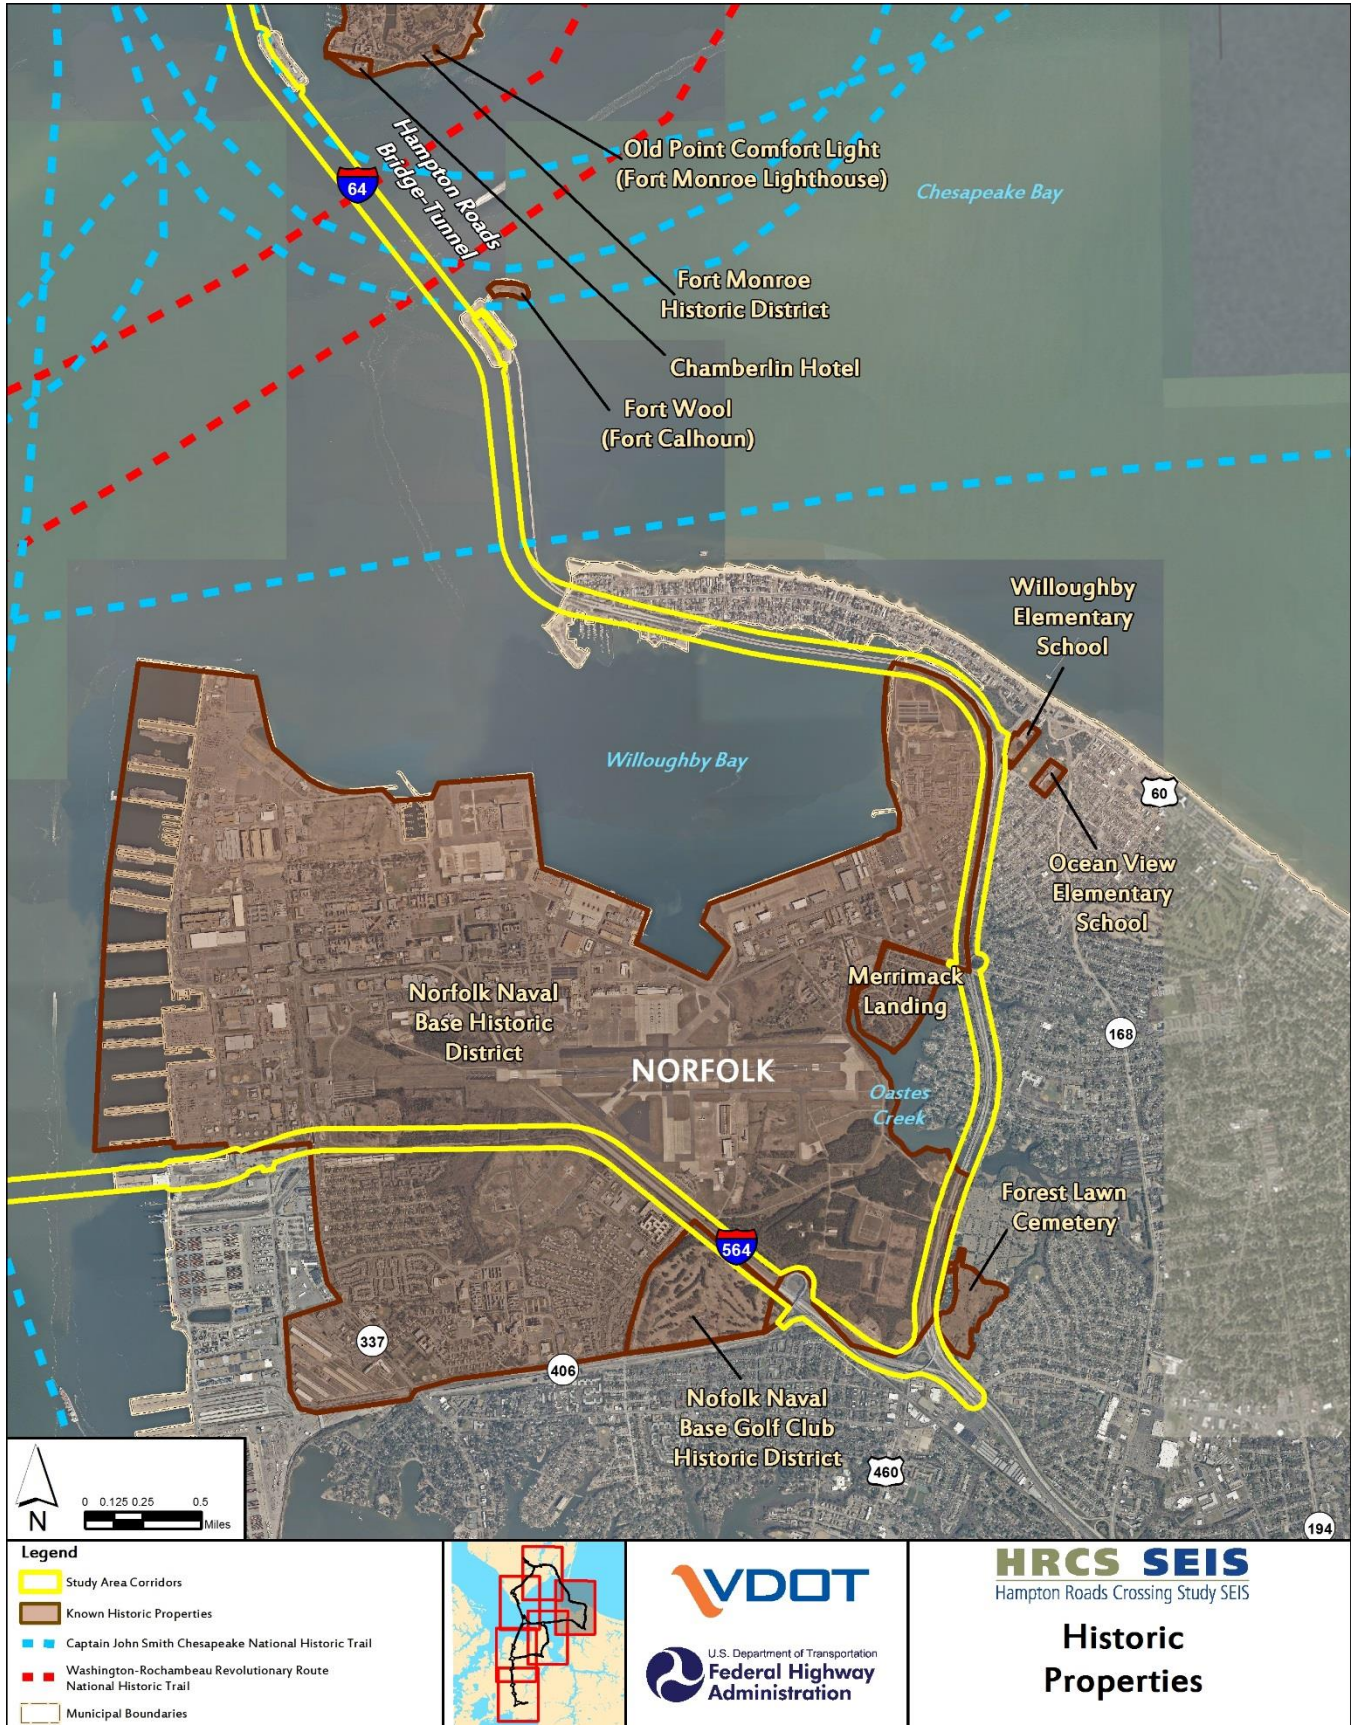 Hampton Roads
Bridge-Tunnel
64
Old Point Comfort Light
(Fort Monroe Lighthouse)
Chesapeake Bay
Fort Monroe
Historic District
Chamberlin Hotel
Fort Wool
(Fort Calhoun)
Willoughby
Elementary
School
Willoughby Bay
60
Ocean View
Elementary
School
Merrimack
Landing
Norfolk Naval
Base Historic
District
168
NORFOLK
Oastes
Creek
Forest Lawn
Cemetery
564
337
406
Nofolk Naval
Base Golf Club
Historic District
460
194
N
0 0.125 0.25 0.5
Miles
Legend
Study Area Corridors
Known Historic Properties
Captain John Smith Chesapeake National Historic Trail
Washington-Rochambeau Revolutionary Route
National Historic Trail
Municipal Boundaries
VDOT
U.S. Department of Transportation
Federal Highway
Administration
HRCS SEIS
Hampton Roads Crossing Study SEIS
Historic
Properties